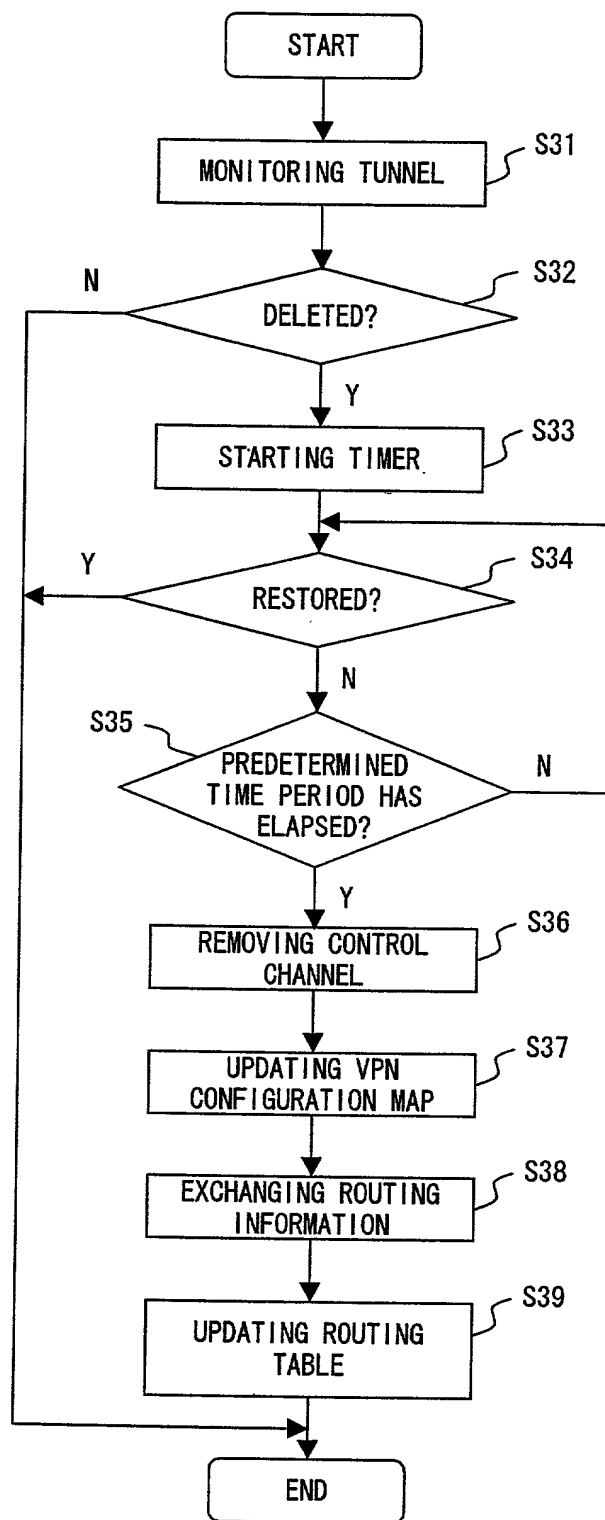 START
S31
MONITORING TUNNEL
S32
N
DELETED?
Y
S33
STARTING TIMER
S34
Y
RESTORED?
N
S35
PREDETERMINED
TIME PERIOD HAS
ELAPSED?
N
Y
S36
REMOVING CONTROL
CHANNEL
S37
UPDATING VPN
CONFIGURATION MAP
S38
EXCHANGING ROUTING
INFORMATION
S39
UPDATING ROUTING
TABLE
END